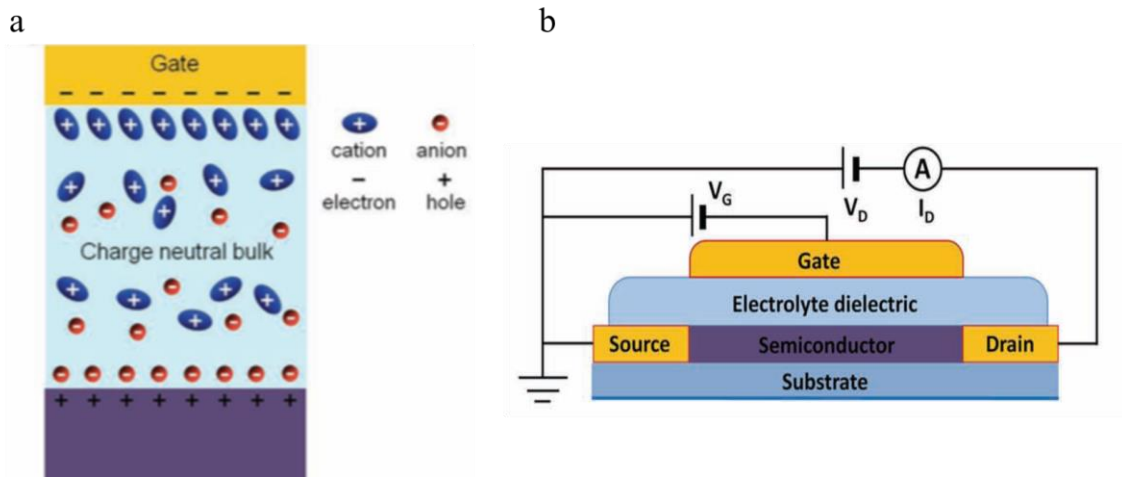 a
Gate
− − − − − − − −
+ + + + + + + +
cation
anion
−
+
electron
hole
Charge neutral bulk
− − − − − − − −
+ + + + + + + +
b
A
V_G
V_D
I_D
Gate
Electrolyte dielectric
Source
Semiconductor
Drain
Substrate